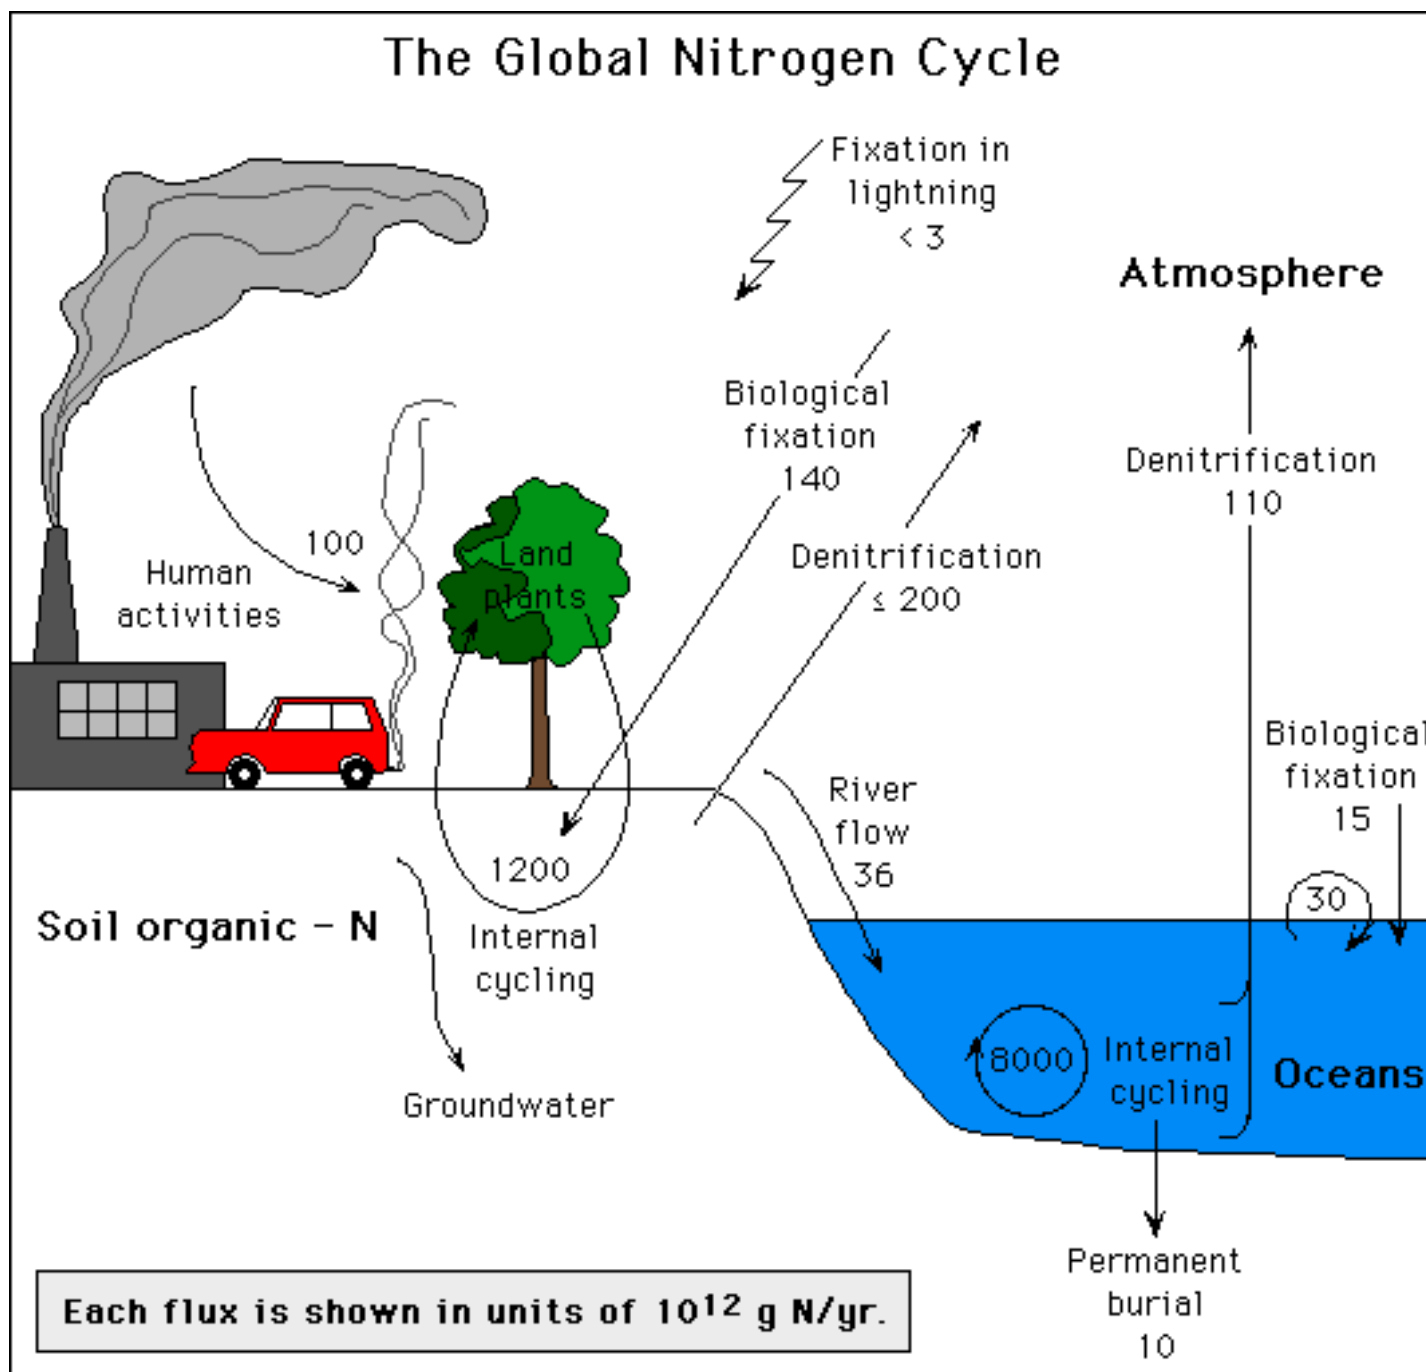 The Global Nitrogen Cycle
Fixation in
lightning
< 3
Atmosphere
Biological
fixation
140
Denitrification
110
100
Human
activities
Land
plants
Denitrification
≤ 200
Biological
fixation
15
River
flow
36
1200
30
Soil organic – N
Internal
cycling
8000
Internal
cycling
Oceans
Groundwater
Permanent
burial
10
Each flux is shown in units of 10¹² g N/yr.